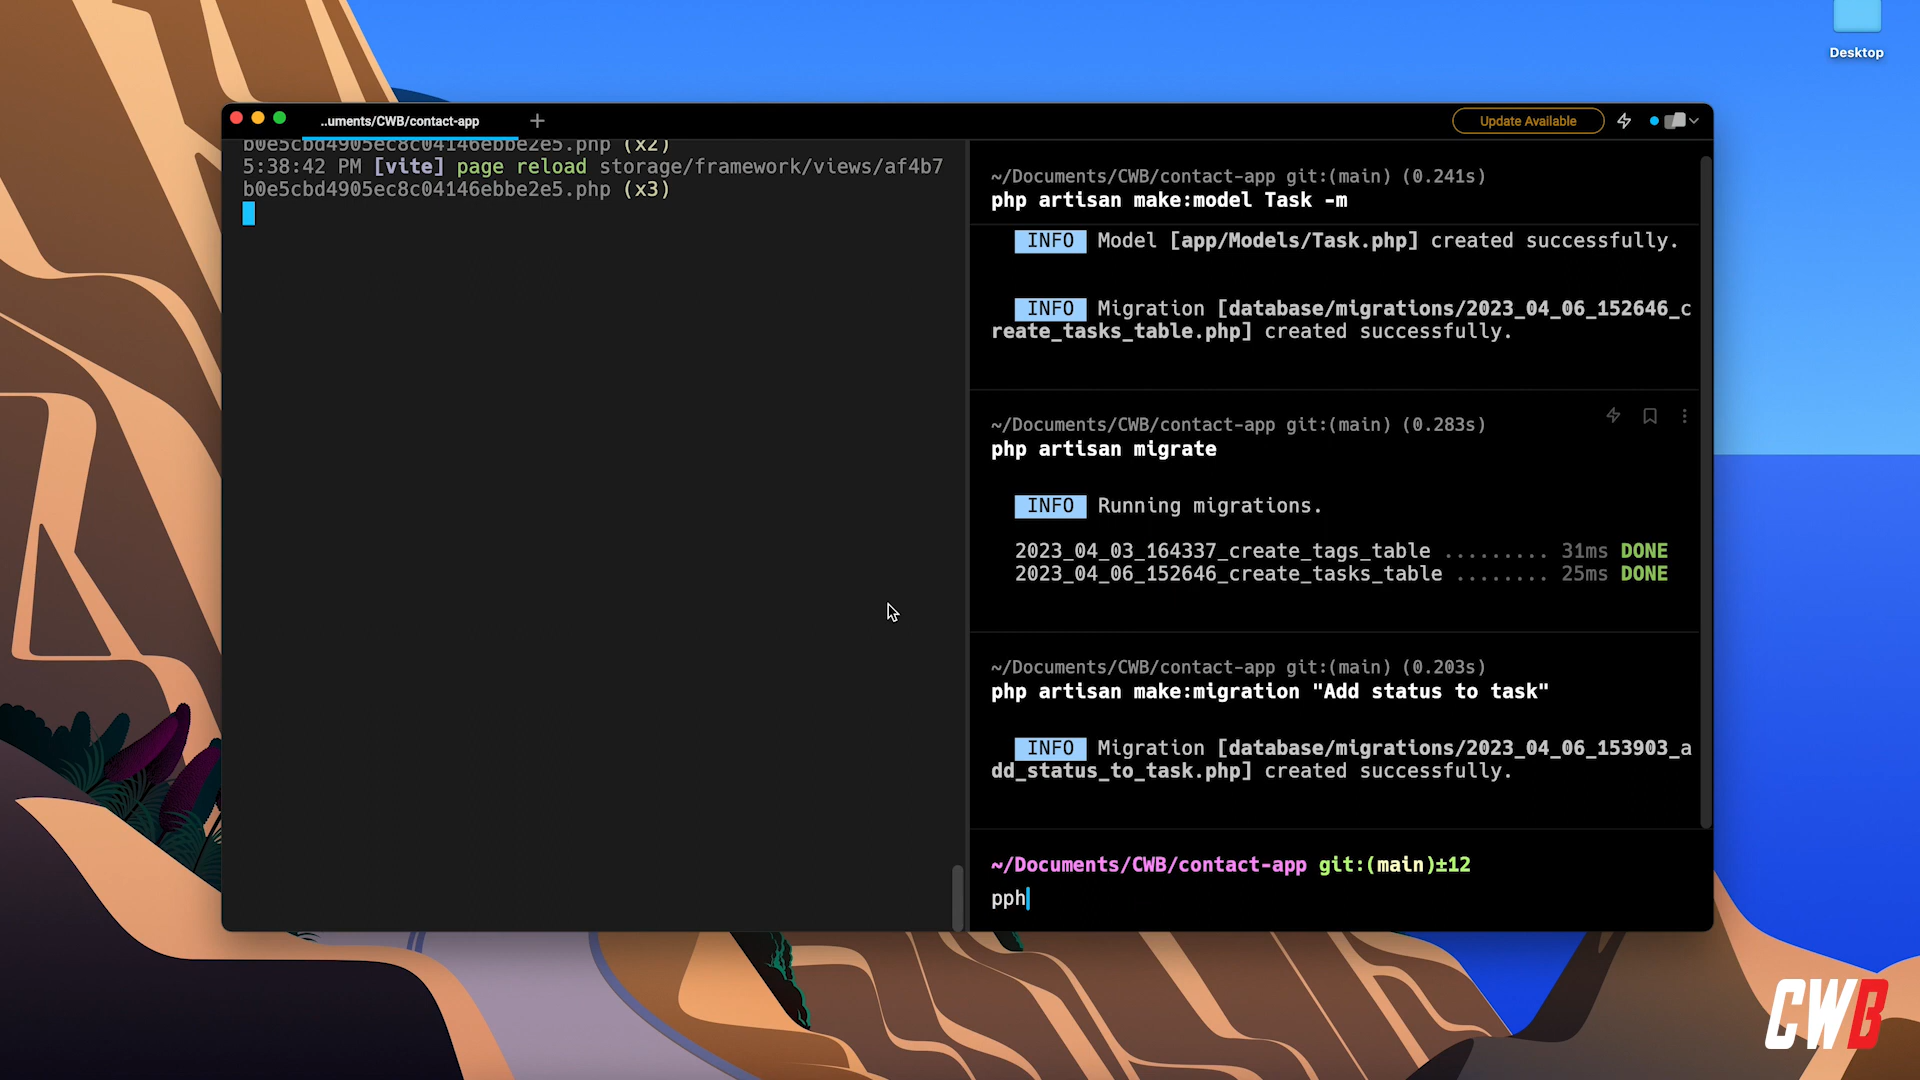 Desktop
..uments/CWB/contact-app
Update Available
b0e5cbd4905ec8c04146ebbe2e5.php (x2)
5:38:42 PM [vite] page reload storage/framework/views/af4b7
b0e5cbd4905ec8c04146ebbe2e5.php (x3)
~/Documents/CWB/contact-app git:(main) (0.241s)
php artisan make:model Task -m
INFO Model [app/Models/Task.php] created successfully.
INFO Migration [database/migrations/2023_04_06_152646_c
reate_tasks_table.php] created successfully.
~/Documents/CWB/contact-app git:(main) (0.283s)
php artisan migrate
INFO Running migrations.
2023_04_03_164337_create_tags_table ......... 31ms DONE
2023_04_06_152646_create_tasks_table ........ 25ms DONE
~/Documents/CWB/contact-app git:(main) (0.203s)
php artisan make:migration "Add status to task"
INFO Migration [database/migrations/2023_04_06_153903_a
dd_status_to_task.php] created successfully.
~/Documents/CWB/contact-app git:(main)±12
pph
CWB